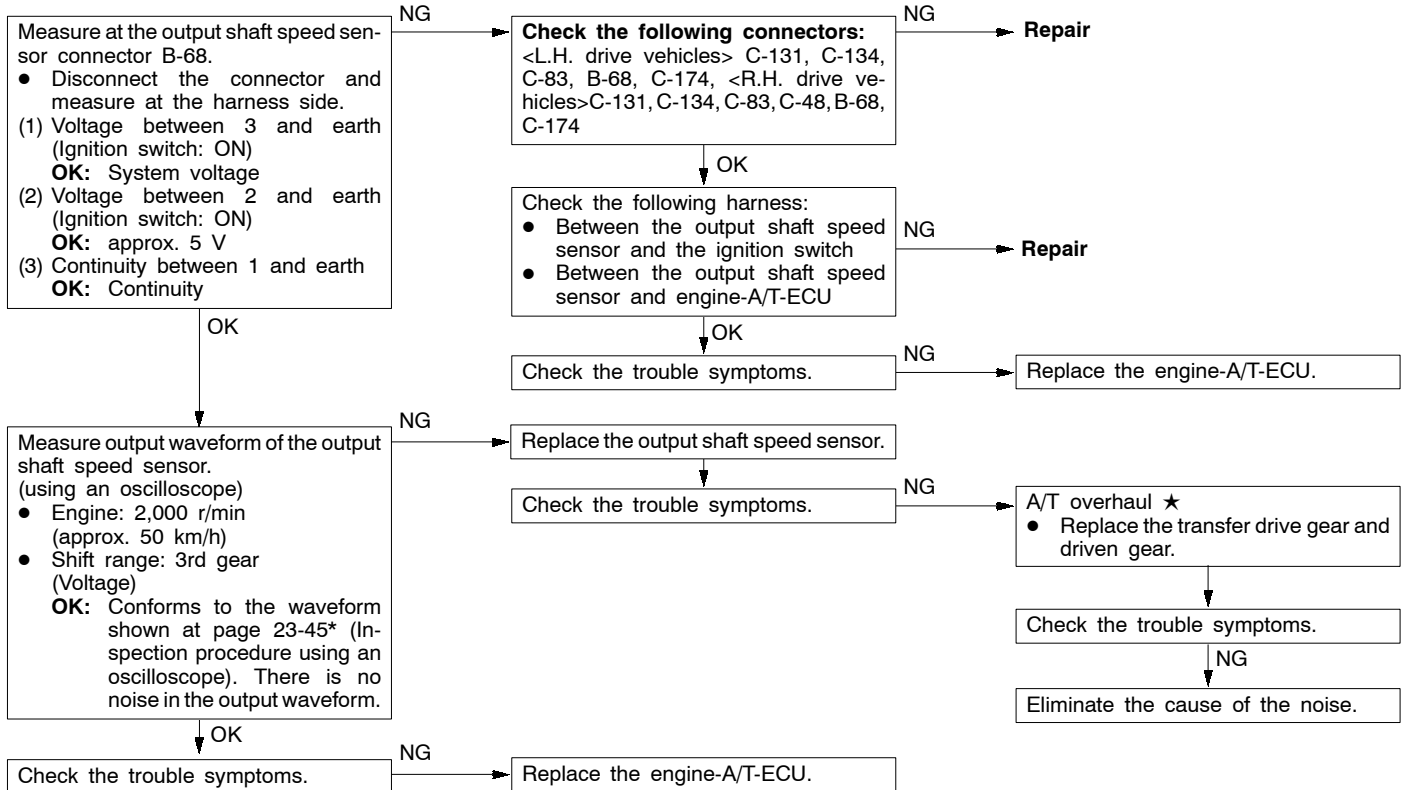 Measure at the output shaft speed sen-
sor connector B-68.
● Disconnect the connector and
measure at the harness side.
(1) Voltage between 3 and earth
(Ignition switch: ON)
OK: System voltage
(2) Voltage between 2 and earth
(Ignition switch: ON)
OK: approx. 5 V
(3) Continuity between 1 and earth
OK: Continuity
NG
Check the following connectors:
<L.H. drive vehicles> C-131, C-134,
C-83, B-68, C-174, <R.H. drive ve-
hicles>C-131, C-134, C-83, C-48, B-68,
C-174
NG
Repair
OK
Check the following harness:
● Between the output shaft speed
sensor and the ignition switch
● Between the output shaft speed
sensor and engine-A/T-ECU
NG
Repair
OK
Check the trouble symptoms.
NG
Replace the engine-A/T-ECU.
OK
Measure output waveform of the output
shaft speed sensor.
(using an oscilloscope)
● Engine: 2,000 r/min
(approx. 50 km/h)
● Shift range: 3rd gear
(Voltage)
OK: Conforms to the waveform
shown at page 23-45* (In-
spection procedure using an
oscilloscope). There is no
noise in the output waveform.
NG
Replace the output shaft speed sensor.
Check the trouble symptoms.
NG
A/T overhaul ★
● Replace the transfer drive gear and
driven gear.
Check the trouble symptoms.
NG
Eliminate the cause of the noise.
OK
Check the trouble symptoms.
NG
Replace the engine-A/T-ECU.